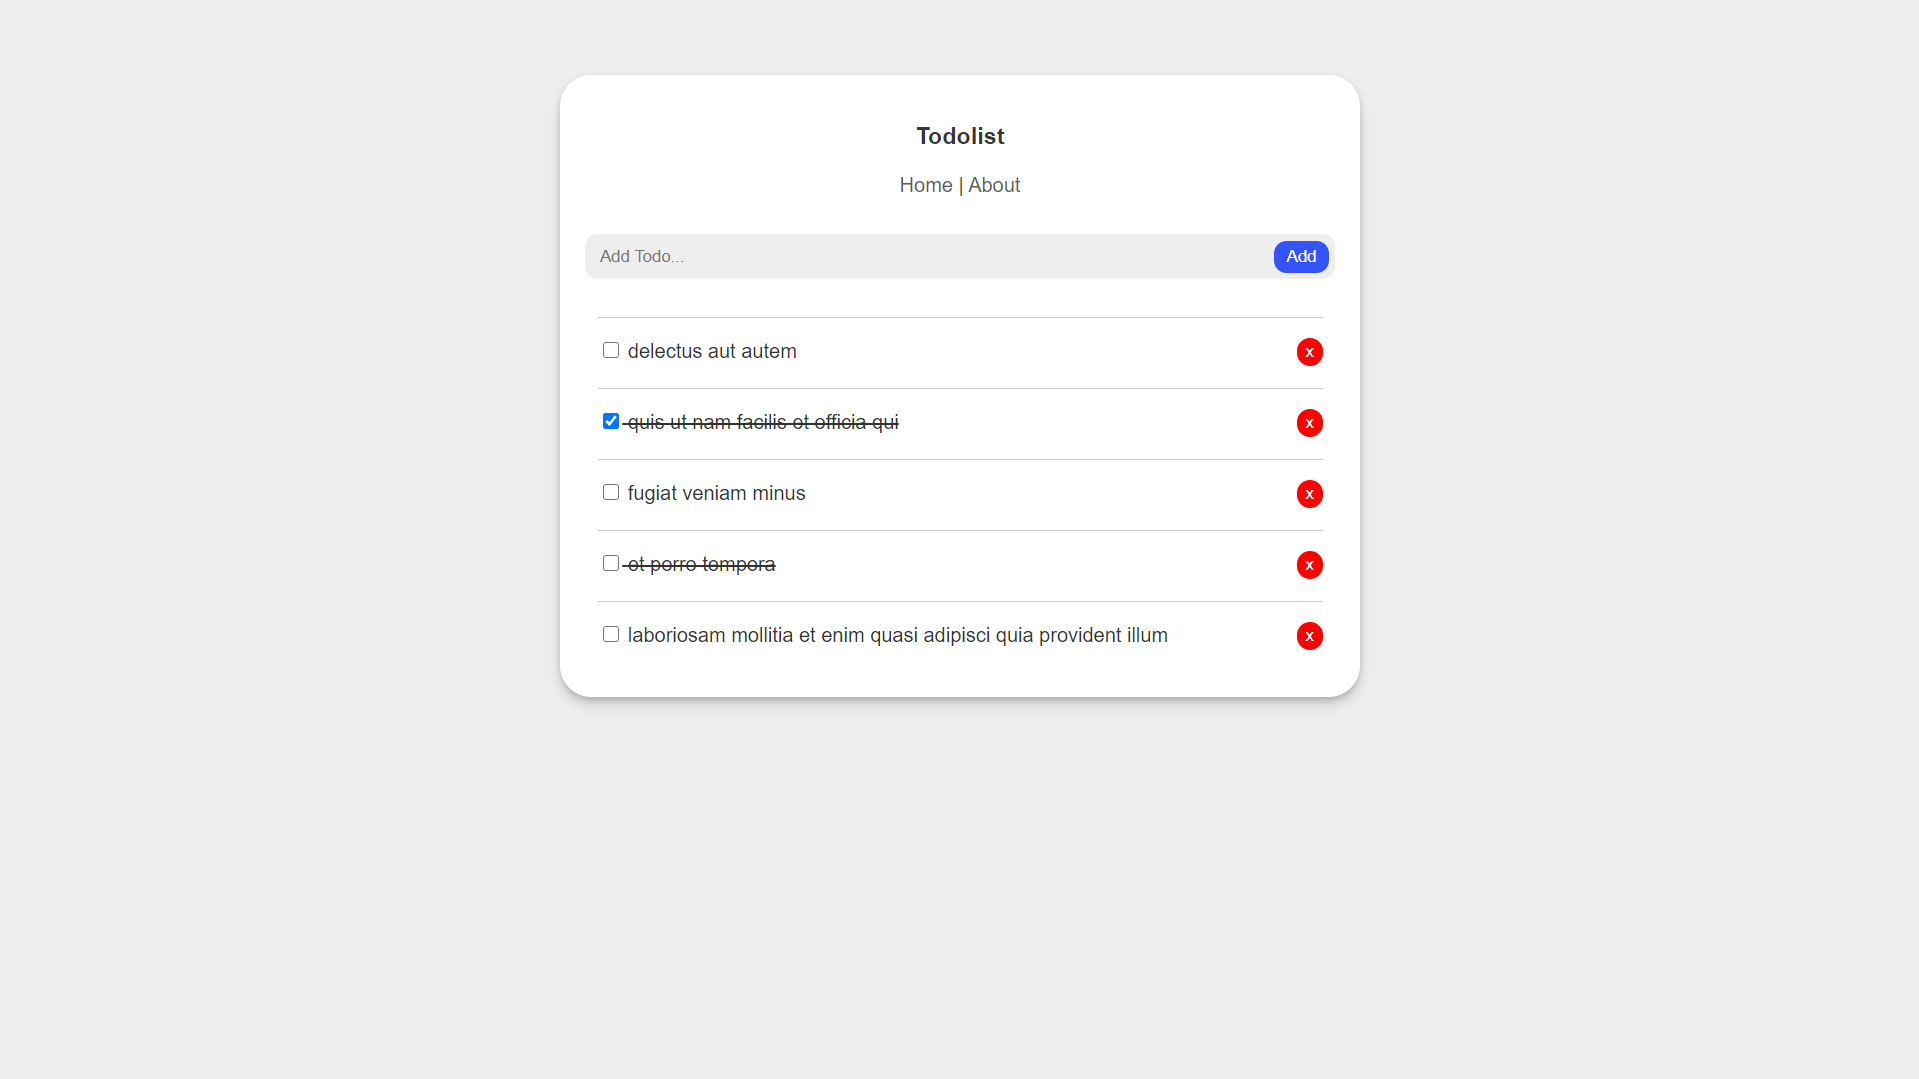 Todolist
Home | About
Add Todo...
Add
delectus aut autem
x
quis ut nam facilis et officia qui
x
fugiat veniam minus
x
et porro tempora
x
laboriosam mollitia et enim quasi adipisci quia provident illum
x